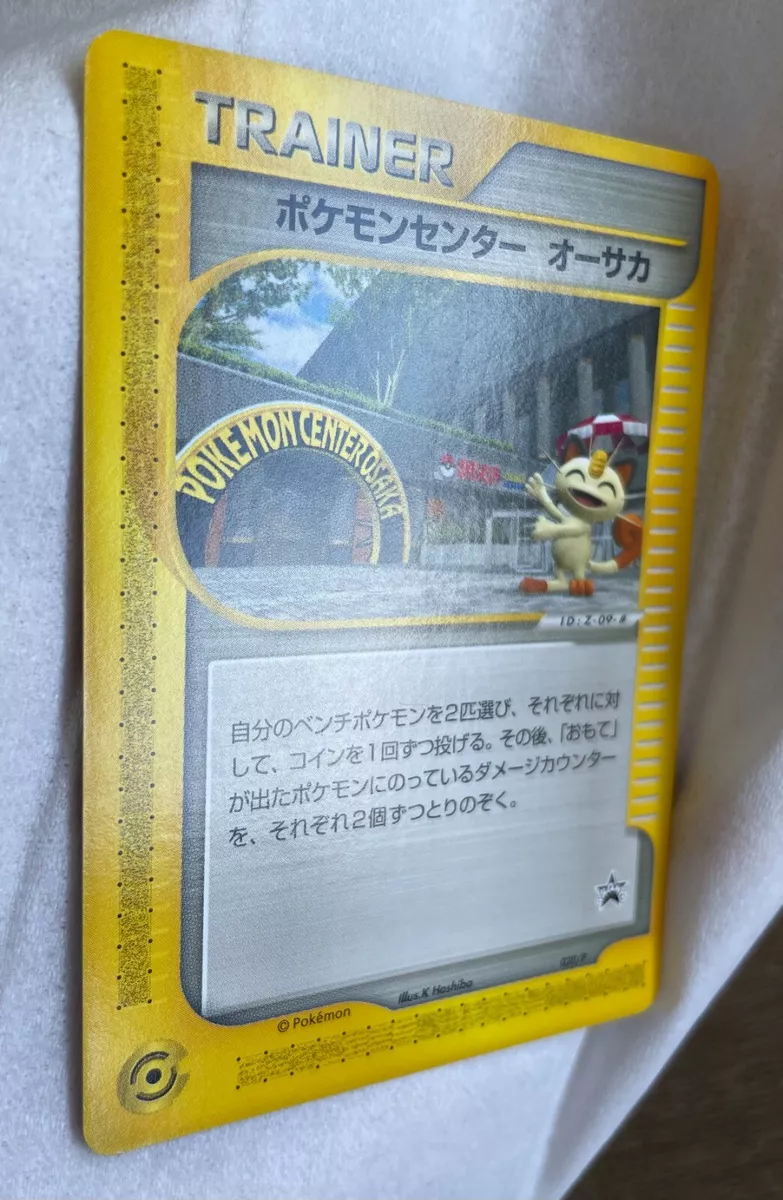 TRAINER
ポケモンセンター オーサカ
POKÉMON CENTER OSAKA
ID:Z-09-#
自分のベンチポケモンを2匹選び、それぞれに対
して、コインを1回ずつ投げる。その後、「おもて」
が出たポケモンにのっているダメージカウンター
を、それぞれ2個ずつとりのぞく。
Illus.K Hoshiba
© Pokémon